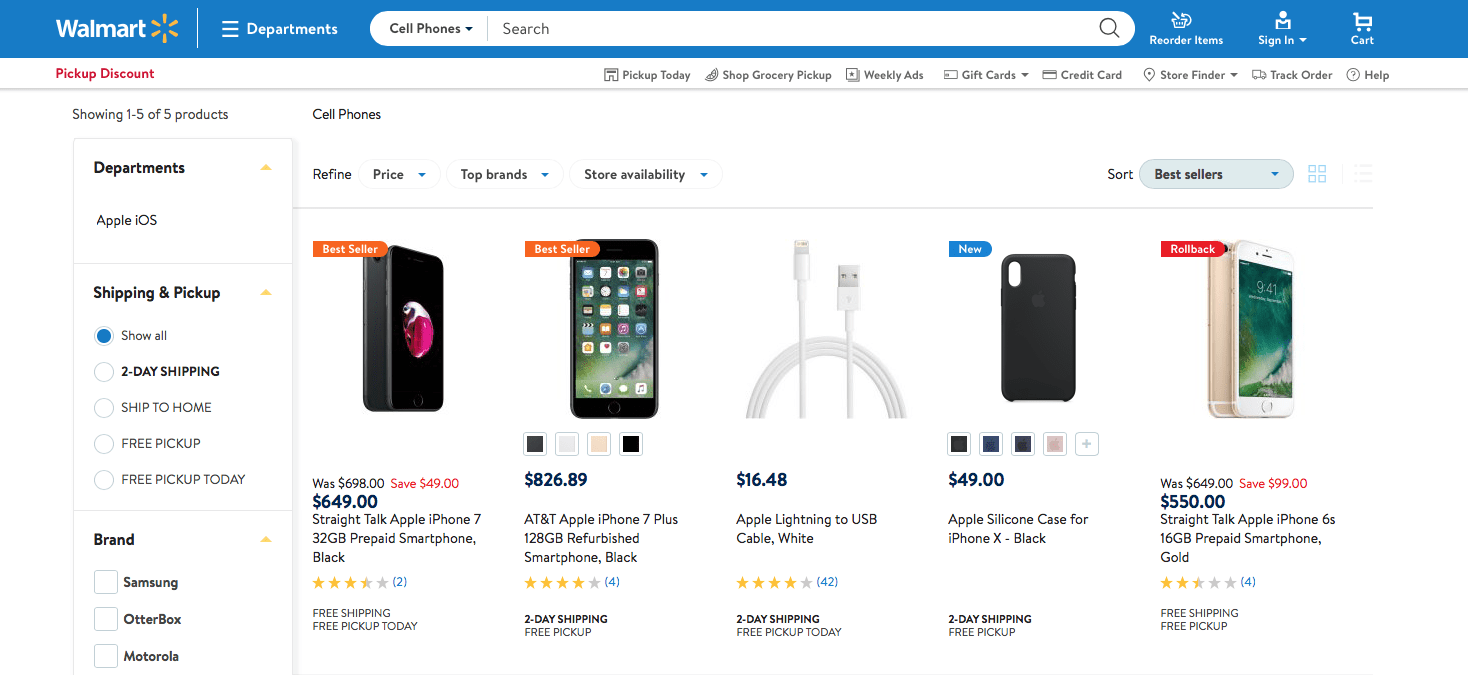 Walmart
Departments
Cell Phones
Search
Reorder Items
Sign In
Cart
Pickup Discount
Pickup Today
Shop Grocery Pickup
Weekly Ads
Gift Cards
Credit Card
Store Finder
Track Order
Help
Showing 1-5 of 5 products
Cell Phones
Departments
Apple iOS
Shipping & Pickup
Show all
2-DAY SHIPPING
SHIP TO HOME
FREE PICKUP
FREE PICKUP TODAY
Brand
Samsung
OtterBox
Motorola
Refine
Price
Top brands
Store availability
Sort
Best sellers
Best Seller
Was $698.00 Save $49.00
$649.00
Straight Talk Apple iPhone 7
32GB Prepaid Smartphone,
Black
(2)
FREE SHIPPING
FREE PICKUP TODAY
Best Seller
$826.89
AT&T Apple iPhone 7 Plus
128GB Refurbished
Smartphone, Black
(4)
2-DAY SHIPPING
FREE PICKUP
$16.48
Apple Lightning to USB
Cable, White
(42)
2-DAY SHIPPING
FREE PICKUP TODAY
New
+
$49.00
Apple Silicone Case for
iPhone X - Black
2-DAY SHIPPING
FREE PICKUP
Rollback
9:41
Was $649.00 Save $99.00
$550.00
Straight Talk Apple iPhone 6s
16GB Prepaid Smartphone,
Gold
(4)
FREE SHIPPING
FREE PICKUP